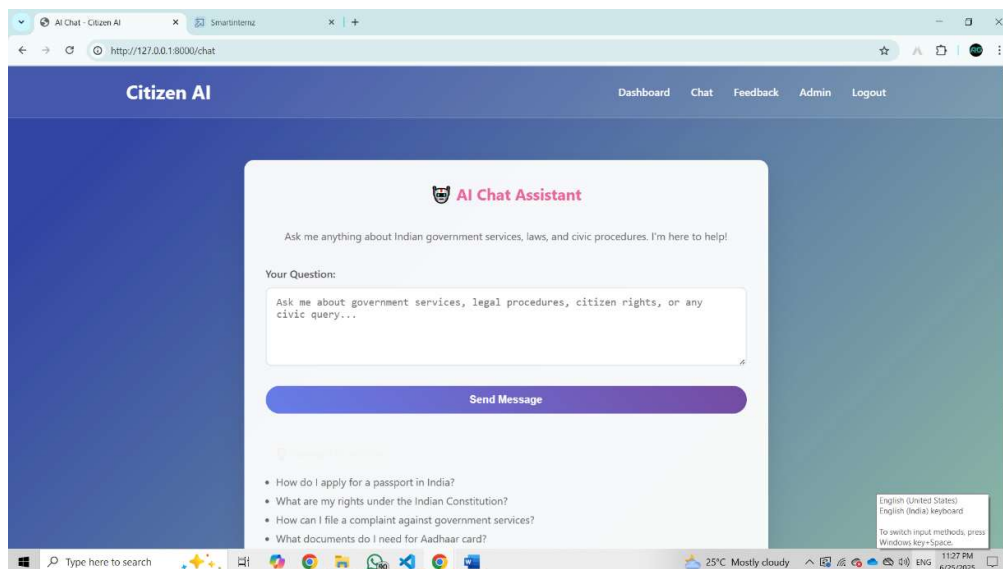 AI Chat - Citizen AI
Smartinternz
http://127.0.0.1:8000/chat
Citizen AI
Dashboard Chat Feedback Admin Logout
AI Chat Assistant
Ask me anything about Indian government services, laws, and civic procedures. I'm here to help!
Your Question:
Ask me about government services, legal procedures, citizen rights, or any
civic query...
Send Message
• How do I apply for a passport in India?
• What are my rights under the Indian Constitution?
• How can I file a complaint against government services?
• What documents do I need for Aadhaar card?
English (United States)
English (India) keyboard
To switch input methods, press
Windows key+Space.
Type here to search
25°C Mostly cloudy
ENG
11:27 PM
6/25/2025